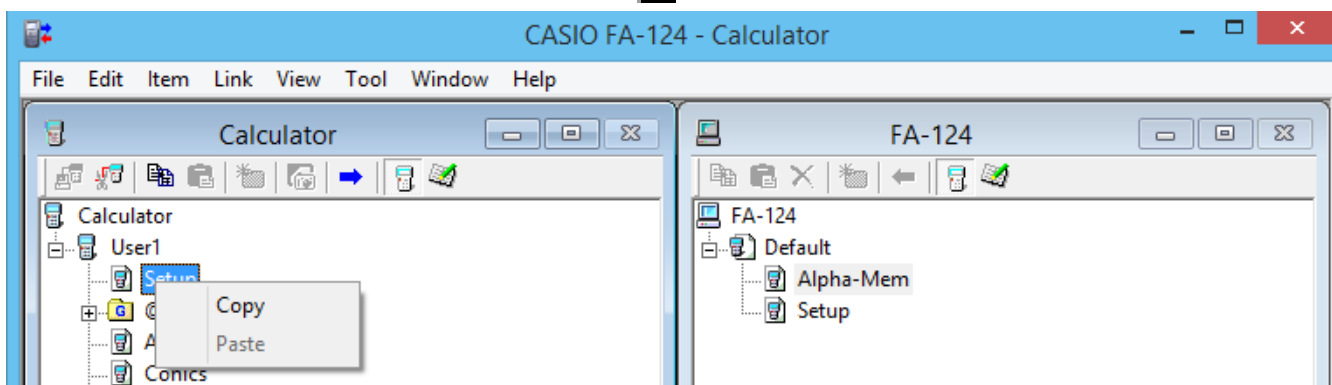 CASIO FA-124 - Calculator
File Edit Item Link View Tool Window Help
Calculator
Calculator
User1
Setup
G @
Copy
A
Paste
Conics
FA-124
FA-124
Default
Alpha-Mem
Setup